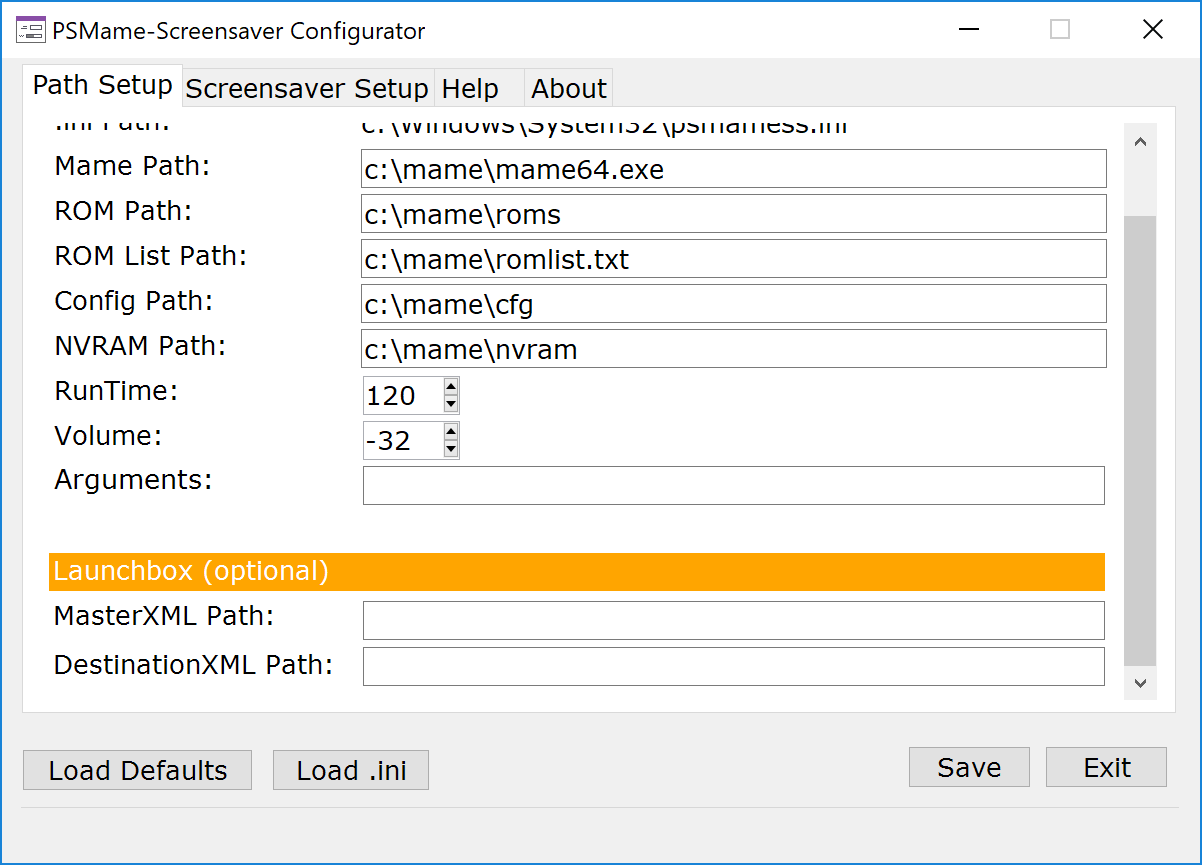 PSMame-Screensaver Configurator
Path Setup Screensaver Setup Help About
.ini Path: c:\Windows\System32\psmamess.ini
Mame Path: c:\mame\mame64.exe
ROM Path: c:\mame\roms
ROM List Path: c:\mame\romlist.txt
Config Path: c:\mame\cfg
NVRAM Path: c:\mame\nvram
RunTime: 120
Volume: -32
Arguments:
Launchbox (optional)
MasterXML Path:
DestinationXML Path:
Load Defaults Load .ini Save Exit